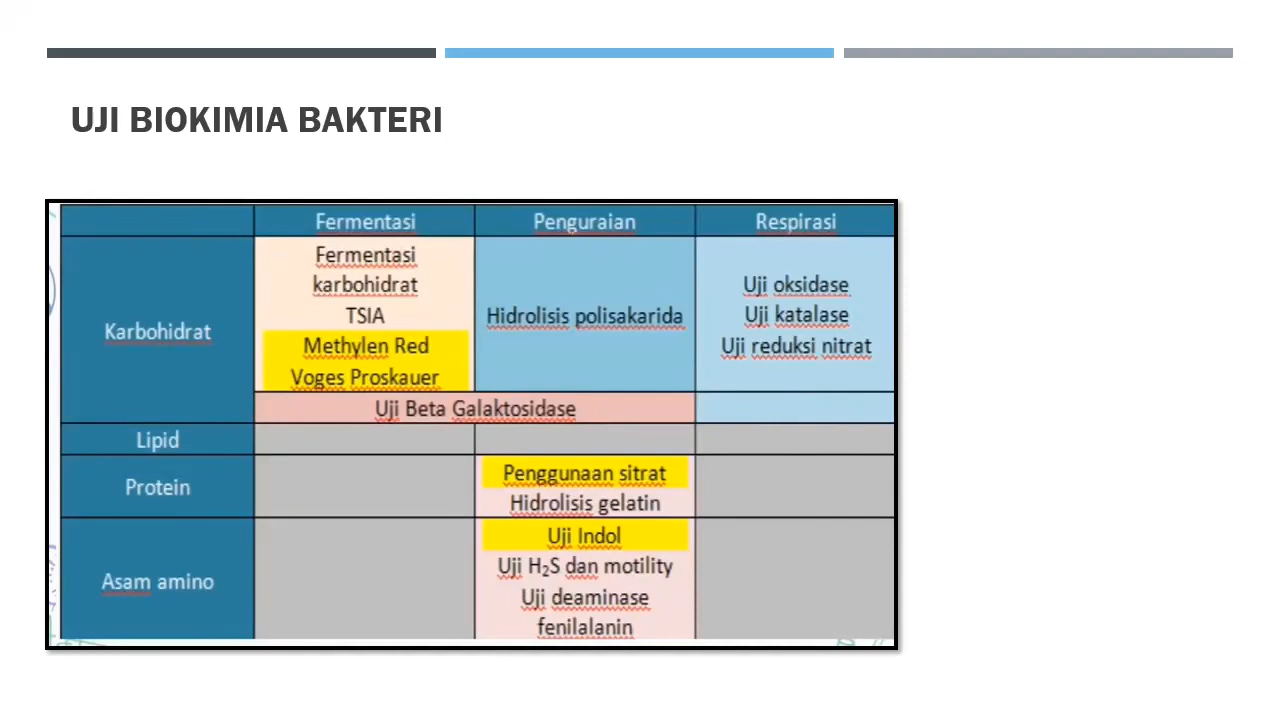 UJI BIOKIMIA BAKTERI
Fermentasi Penguraian Respirasi
Karbohidrat
Fermentasi
karbohidrat
TSIA
Methylen Red
Voges Proskauer
Hidrolisis polisakarida
Uji oksidase
Uji katalase
Uji reduksi nitrat
Uji Beta Galaktosidase
Lipid
Protein
Penggunaan sitrat
Hidrolisis gelatin
Asam amino
Uji Indol
Uji H₂S dan motility
Uji deaminase
fenilalanin